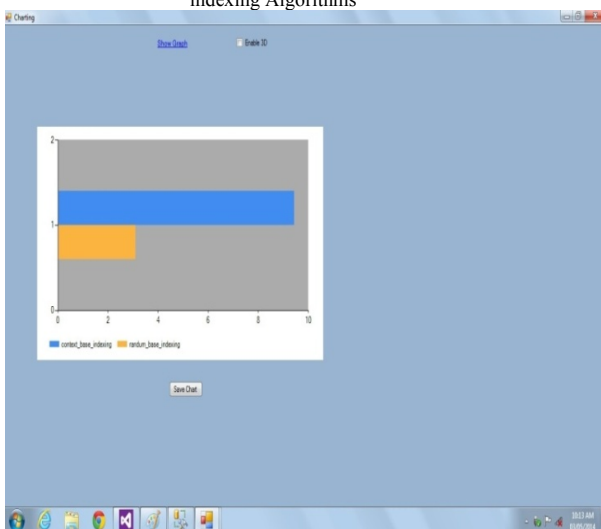 indexing Algorithms
Charting
Show Graph
Enable 3D
2
1
0
0 2 4 6 8 10
context_base_indexing randum_base_indexing
Save Chart